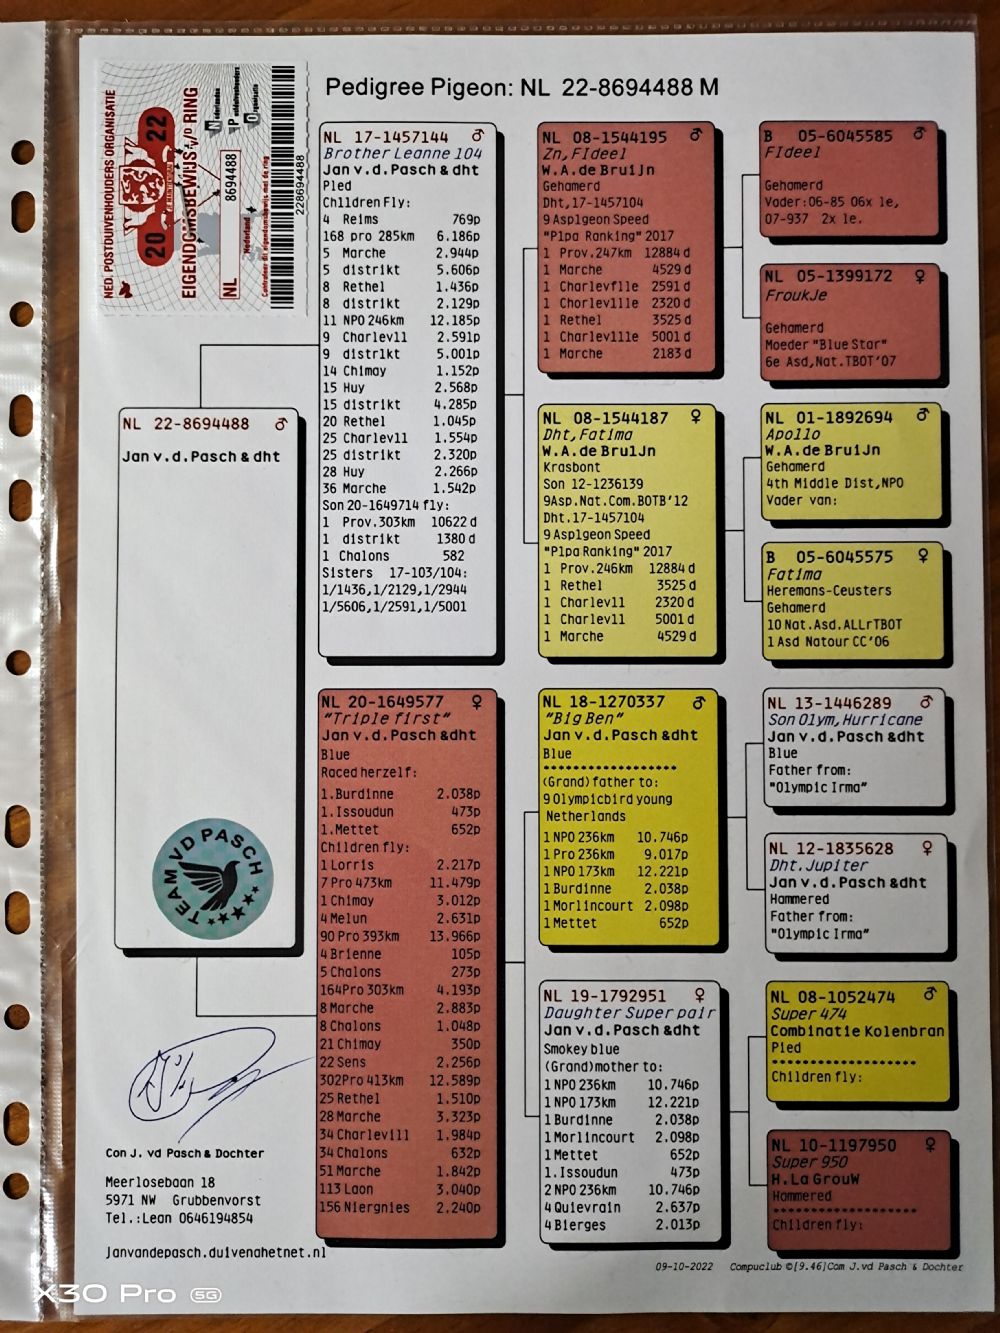 Pedigree Pigeon: NL 22-8694488 M
NED. POSTDUIVENHOUDERS ORGANISATIE
20 22
EIGENDOMSBEWIJS v/d RING
Nederlandse
Postduivenhouders
Organisatie
NL 8694488
Nederland
Controleer dit eigendomsbewijs met de ring
228694488
NL 22-8694488 ♂
Jan v.d.Pasch & dht
TEAM VD PASCH
NL 17-1457144 ♂
Brother Leanne 104
Jan v.d.Pasch & dht
Pied
Children Fly:
4 Reims 769p
168 pro 285km 6.186p
5 Marche 2.944p
5 distrikt 5.606p
8 Rethel 1.436p
8 distrikt 2.129p
11 NPO 246km 12.185p
9 Charlevll 2.591p
9 distrikt 5.001p
14 Chimay 1.152p
15 Huy 2.568p
15 distrikt 4.285p
20 Rethel 1.045p
25 Charlevll 1.554p
25 distrikt 2.320p
28 Huy 2.266p
36 Marche 1.542p
Son 20-1649714 fly:
1 Prov.303km 10622 d
1 distrikt 1380 d
1 Chalons 582
Sisters 17-103/104:
1/1436,1/2129,1/2944
1/5606,1/2591,1/5001
NL 20-1649577 ♀
"Triple first"
Jan v.d.Pasch &dht
Blue
Raced herzelf:
1.Burdinne 2.038p
1.Issoudun 473p
1.Mettet 652p
Children fly:
1 Lorris 2.217p
7 Pro 473km 11.479p
1 Chimay 3.012p
4 Melun 2.631p
90 Pro 393km 13.966p
4 Brienne 105p
5 Chalons 273p
164Pro 303km 4.193p
8 Marche 2.883p
8 Chalons 1.048p
21 Chimay 350p
22 Sens 2.256p
302Pro 413km 12.589p
25 Rethel 1.510p
28 Marche 3.323p
34 Charlevill 1.984p
34 Chalons 632p
51 Marche 1.842p
113 Laon 3.040p
156 Niergnies 2.240p
NL 08-1544195 ♂
Zn,FIdeel
W.A.de BruiJn
Gehamerd
Dht,17-1457104
9 Asplgeon Speed
"Plpa Ranking" 2017
1 Prov.247km 12884 d
1 Marche 4529 d
1 Charleville 2591 d
1 Chorleville 2320 d
1 Rethel 3525 d
1 Charleville 5001 d
1 Marche 2183 d
NL 08-1544187 ♀
Dht,Fatima
W.A.de BruiJn
Krasbont
Son 12-1236139
9Asp.Nat.Com.BOTB'12
Dht.17-1457104
9 Asplgeon Speed
"Plpa Ranking" 2017
1 Prov.246km 12884 d
1 Rethel 3525 d
1 Charlevll 2320 d
1 Charlevll 5001 d
1 Marche 4529 d
NL 18-1270337 ♂
"Big Ben"
Jan v.d.Pasch &dht
Blue
******************
(Grand)father to:
9 Olympicbird young
Netherlands
1 NPO 236km 10.746p
1 Pro 236km 9.017p
1 NPO 173km 12.221p
1 Burdinne 2.038p
1 Morlincourt 2.098p
1 Mettet 652p
NL 19-1792951 ♀
Daughter Super pair
Jan v.d.Pasch &dht
Smokey blue
(Grand)mother to:
1 NPO 236km 10.746p
1 NPO 173km 12.221p
1 Burdinne 2.038p
1 Morlincourt 2.098p
1 Mettet 652p
1.Issoudun 473p
2 NPO 236km 10.746p
4 Quievrain 2.637p
4 Bierges 2.013p
B 05-6045585 ♂
FIdeel
Gehamerd
Vader:06-85 06x 1e,
07-937 2x 1e.
NL 05-1399172 ♀
FroukJe
Gehamerd
Moeder "Blue Star"
6e Asd,Nat.TBOT'07
NL 01-1892694 ♂
Apollo
W.A.de BruiJn
Gehamerd
4th Middle Dist,NPO
Vader van:
B 05-6045575 ♀
Fatima
Heremans-Ceusters
Gehamerd
10 Nat.Asd.ALLrTBOT
1 Asd Natour CC'06
NL 13-1446289 ♂
Son Olym,Hurricane
Jan v.d.Pasch &dht
Blue
Father from:
"Olympic Irma"
NL 12-1835628 ♀
Dht.Jupiter
Jan v.d.Pasch &dht
Hammered
Father from:
"Olympic Irma"
NL 08-1052474 ♂
Super 474
Combinatie Kolenbran
Pied
*******************
Children fly:
NL 10-1197950 ♀
Super 950
H.La GrouW
Hammered
*******************
Children fly:
Con J. vd Pasch & Dochter
Meerlosebaan 18
5971 NW Grubbenvorst
Tel.:Lean 0646194854
Janvandepasch.duivenahetnet.nl
09-10-2022 Compuclub ©[9.46]Com J.vd Pasch & Dochter
X30 Pro 5G